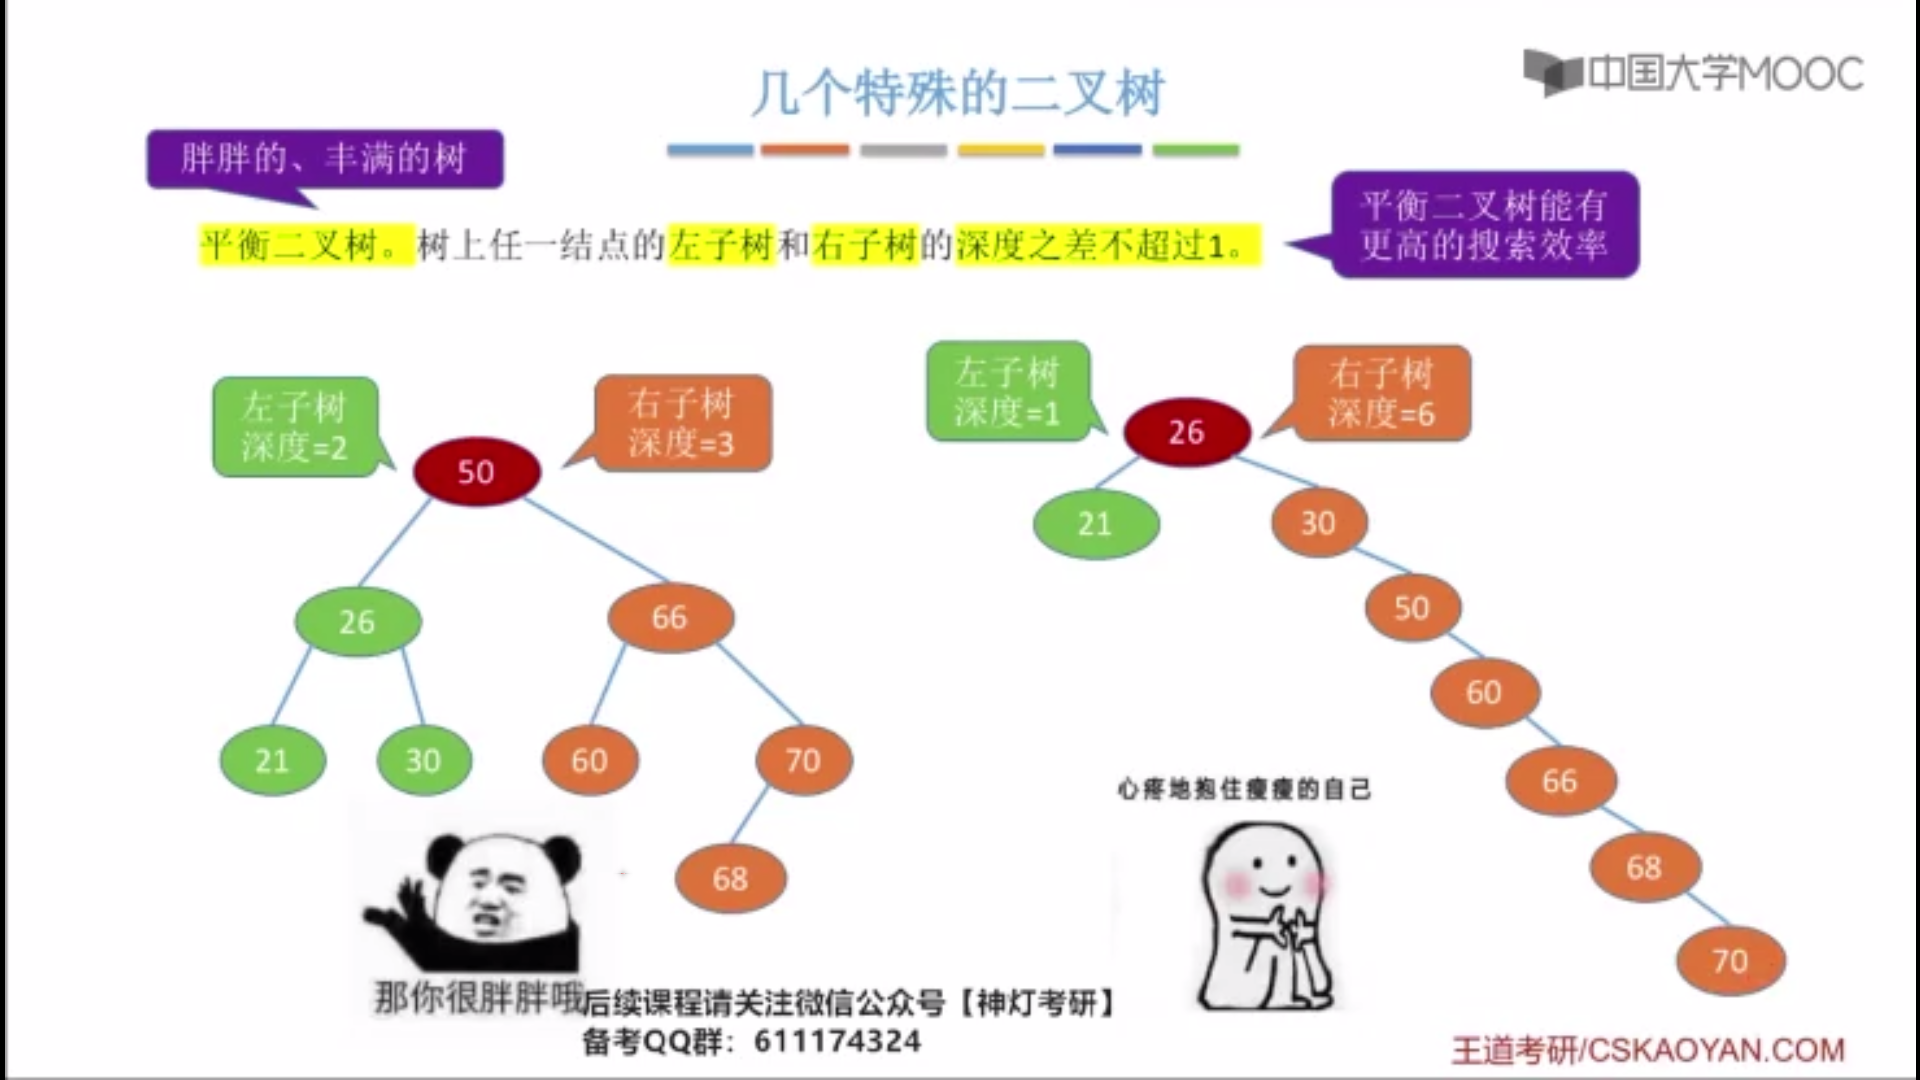 几个特殊的二叉树
中国大学MOOC
胖胖的、丰满的树
平衡二叉树。树上任一结点的左子树和右子树的深度之差不超过1。
平衡二叉树能有
更高的搜索效率
左子树
深度=2
右子树
深度=3
50
26
66
21
30
60
70
68
左子树
深度=1
右子树
深度=6
26
21
30
50
60
66
68
70
那你很胖胖哦
心疼地抱住瘦瘦的自己
后续课程请关注微信公众号【神灯考研】
备考QQ群：611174324
王道考研/CSKAOYAN.COM